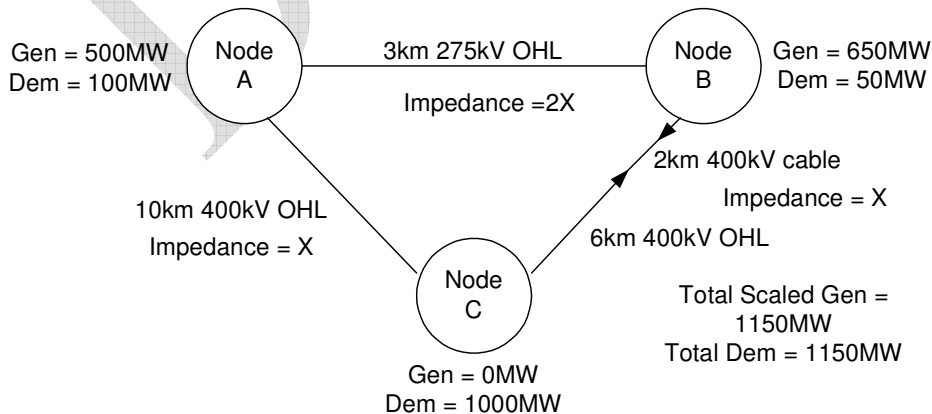 Gen = 500MW
Dem = 100MW
Node
A
3km 275kV OHL
Impedance =2X
Node
B
Gen = 650MW
Dem = 50MW
2km 400kV cable
Impedance = X
10km 400kV OHL
Impedance = X
6km 400kV OHL
Node
C
Total Scaled Gen =
1150MW
Total Dem = 1150MW
Gen = 0MW
Dem = 1000MW